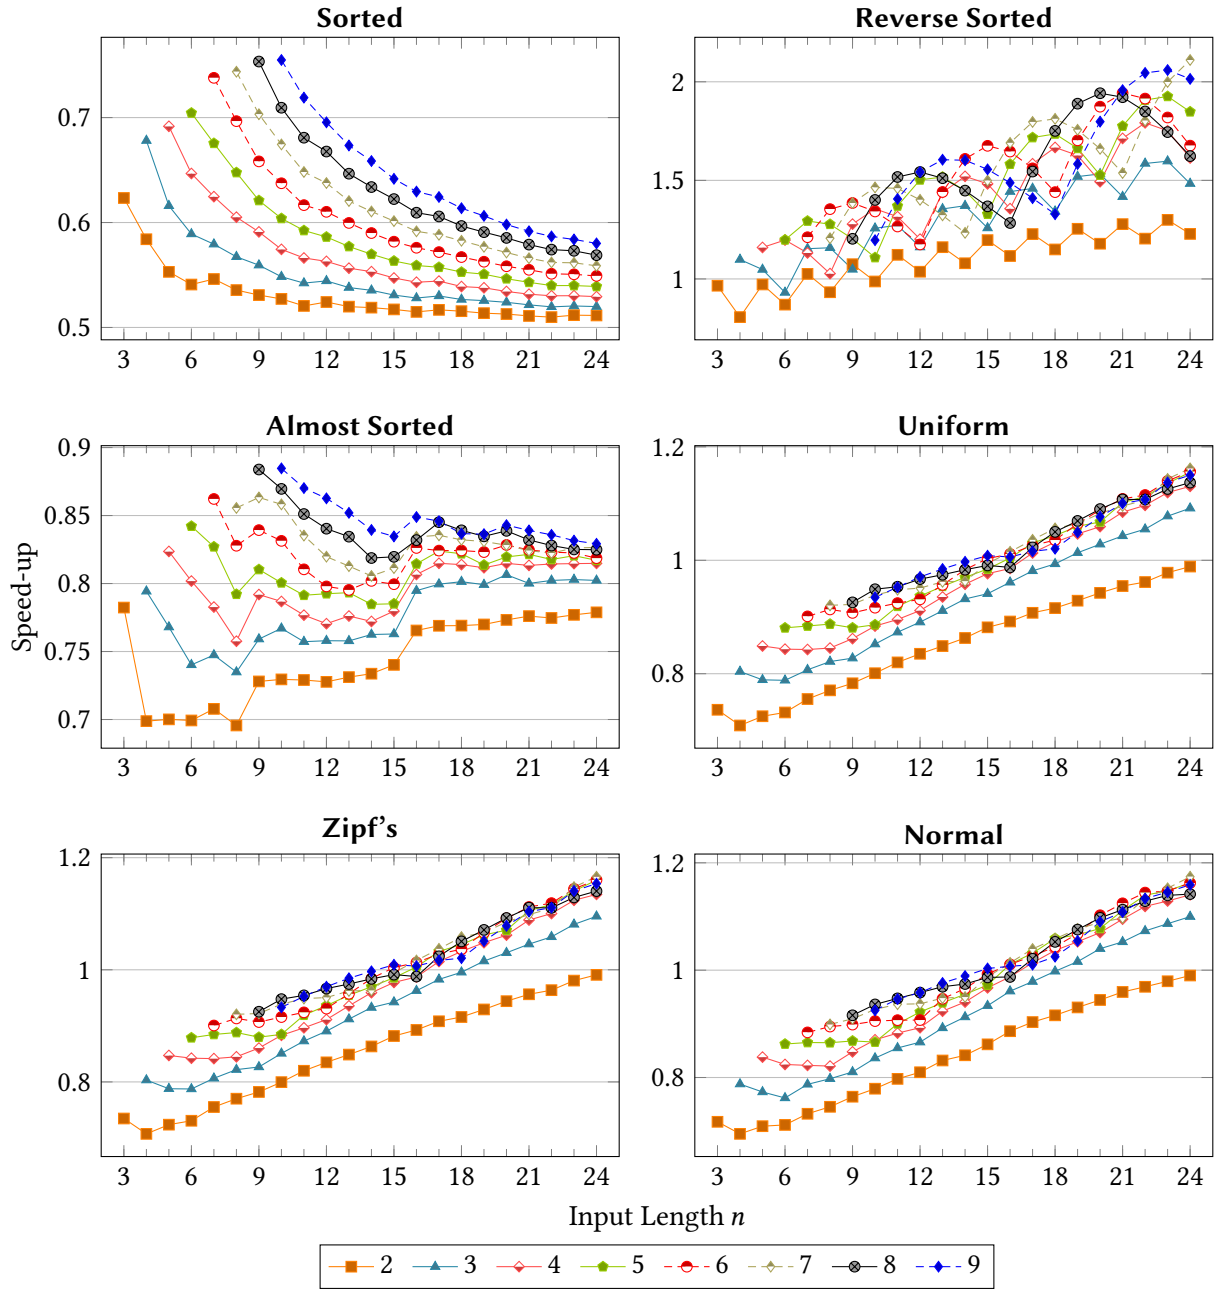 Sorted
0.7
0.6
0.5
3 6 9 12 15 18 21 24
Reverse Sorted
2
1.5
1
3 6 9 12 15 18 21 24
Almost Sorted
0.9
0.85
0.8
0.75
0.7
3 6 9 12 15 18 21 24
Speed-up
Uniform
1.2
1
0.8
3 6 9 12 15 18 21 24
Zipf's
1.2
1
0.8
3 6 9 12 15 18 21 24
Normal
1.2
1
0.8
3 6 9 12 15 18 21 24
Input Length n
2 3 4 5 6 7 8 9